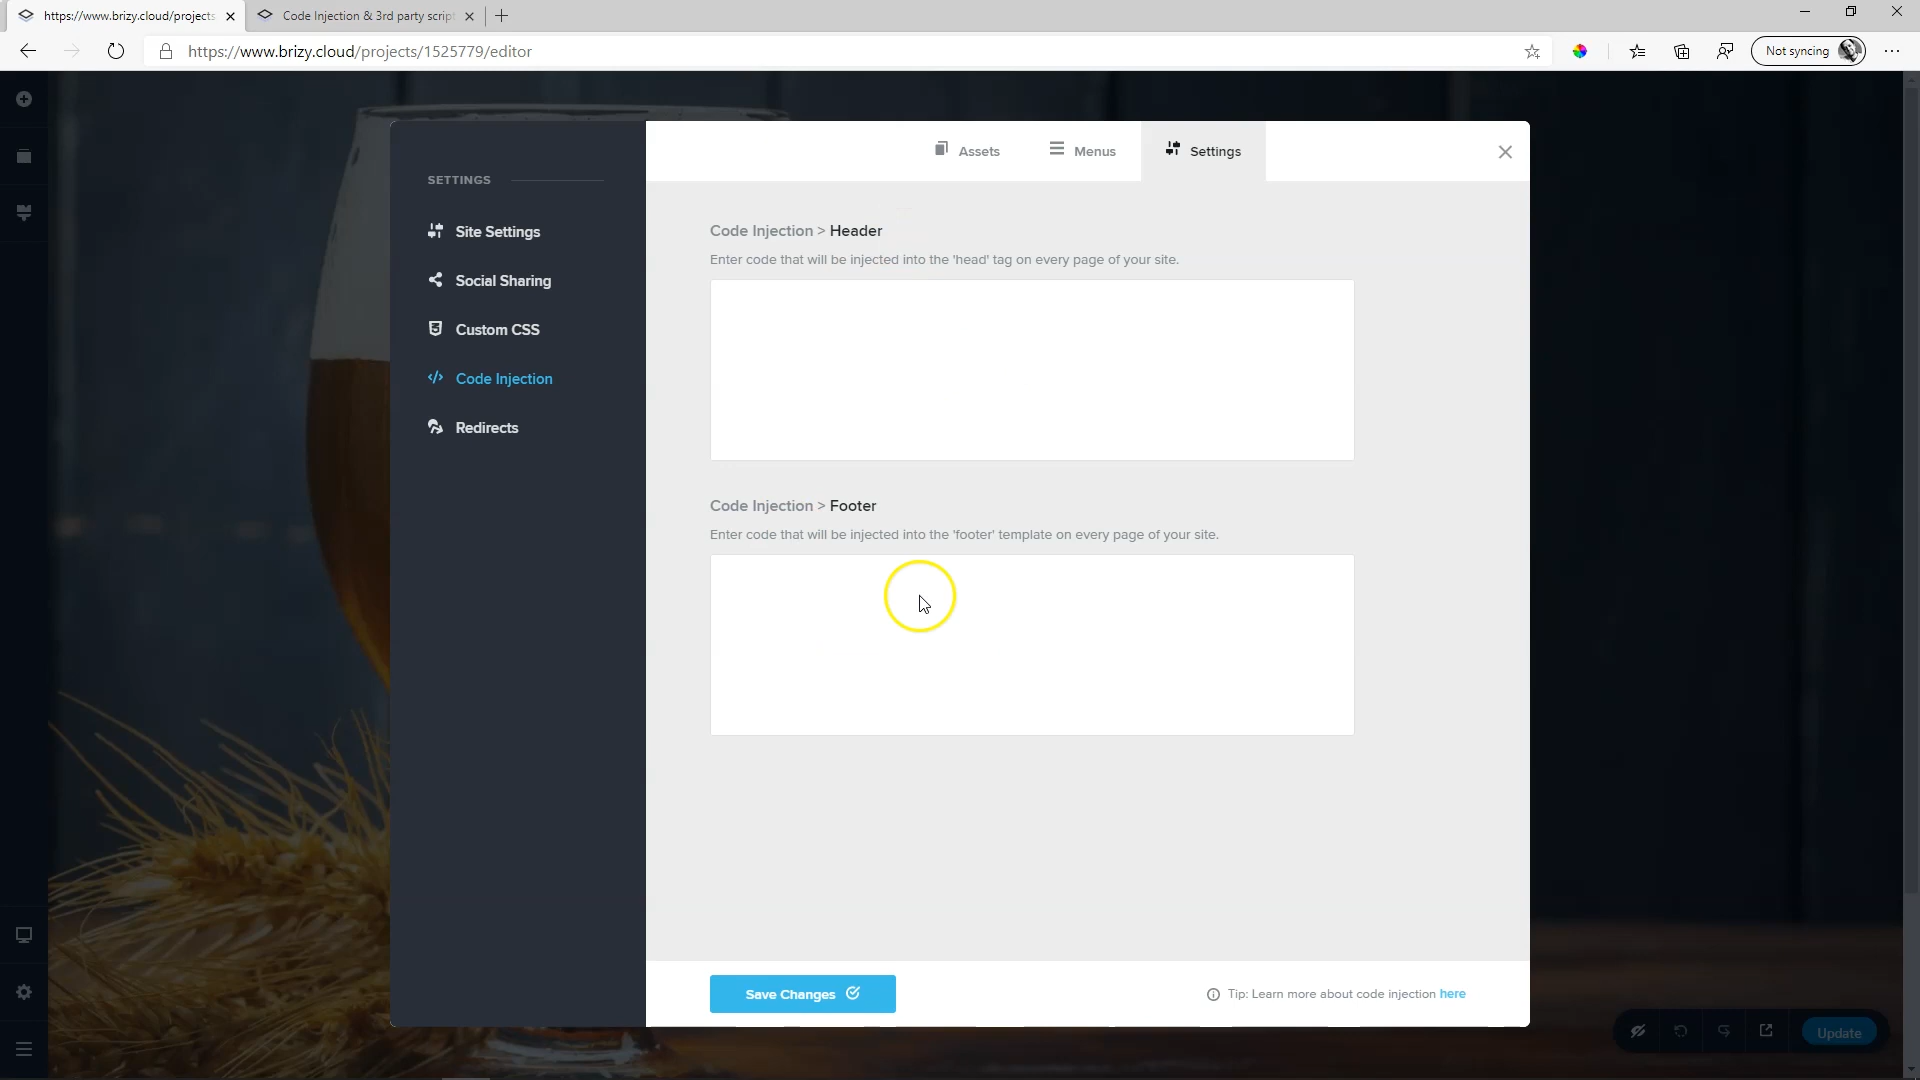 https://www.brizy.cloud/projects
Code Injection & 3rd party script
https://www.brizy.cloud/projects/1525779/editor
Not syncing
Assets
Menus
Settings
SETTINGS
Site Settings
Social Sharing
Custom CSS
Code Injection
Redirects
Code Injection > Header
Enter code that will be injected into the 'head' tag on every page of your site.
Code Injection > Footer
Enter code that will be injected into the 'footer' template on every page of your site.
Save Changes
Tip: Learn more about code injection here
Update